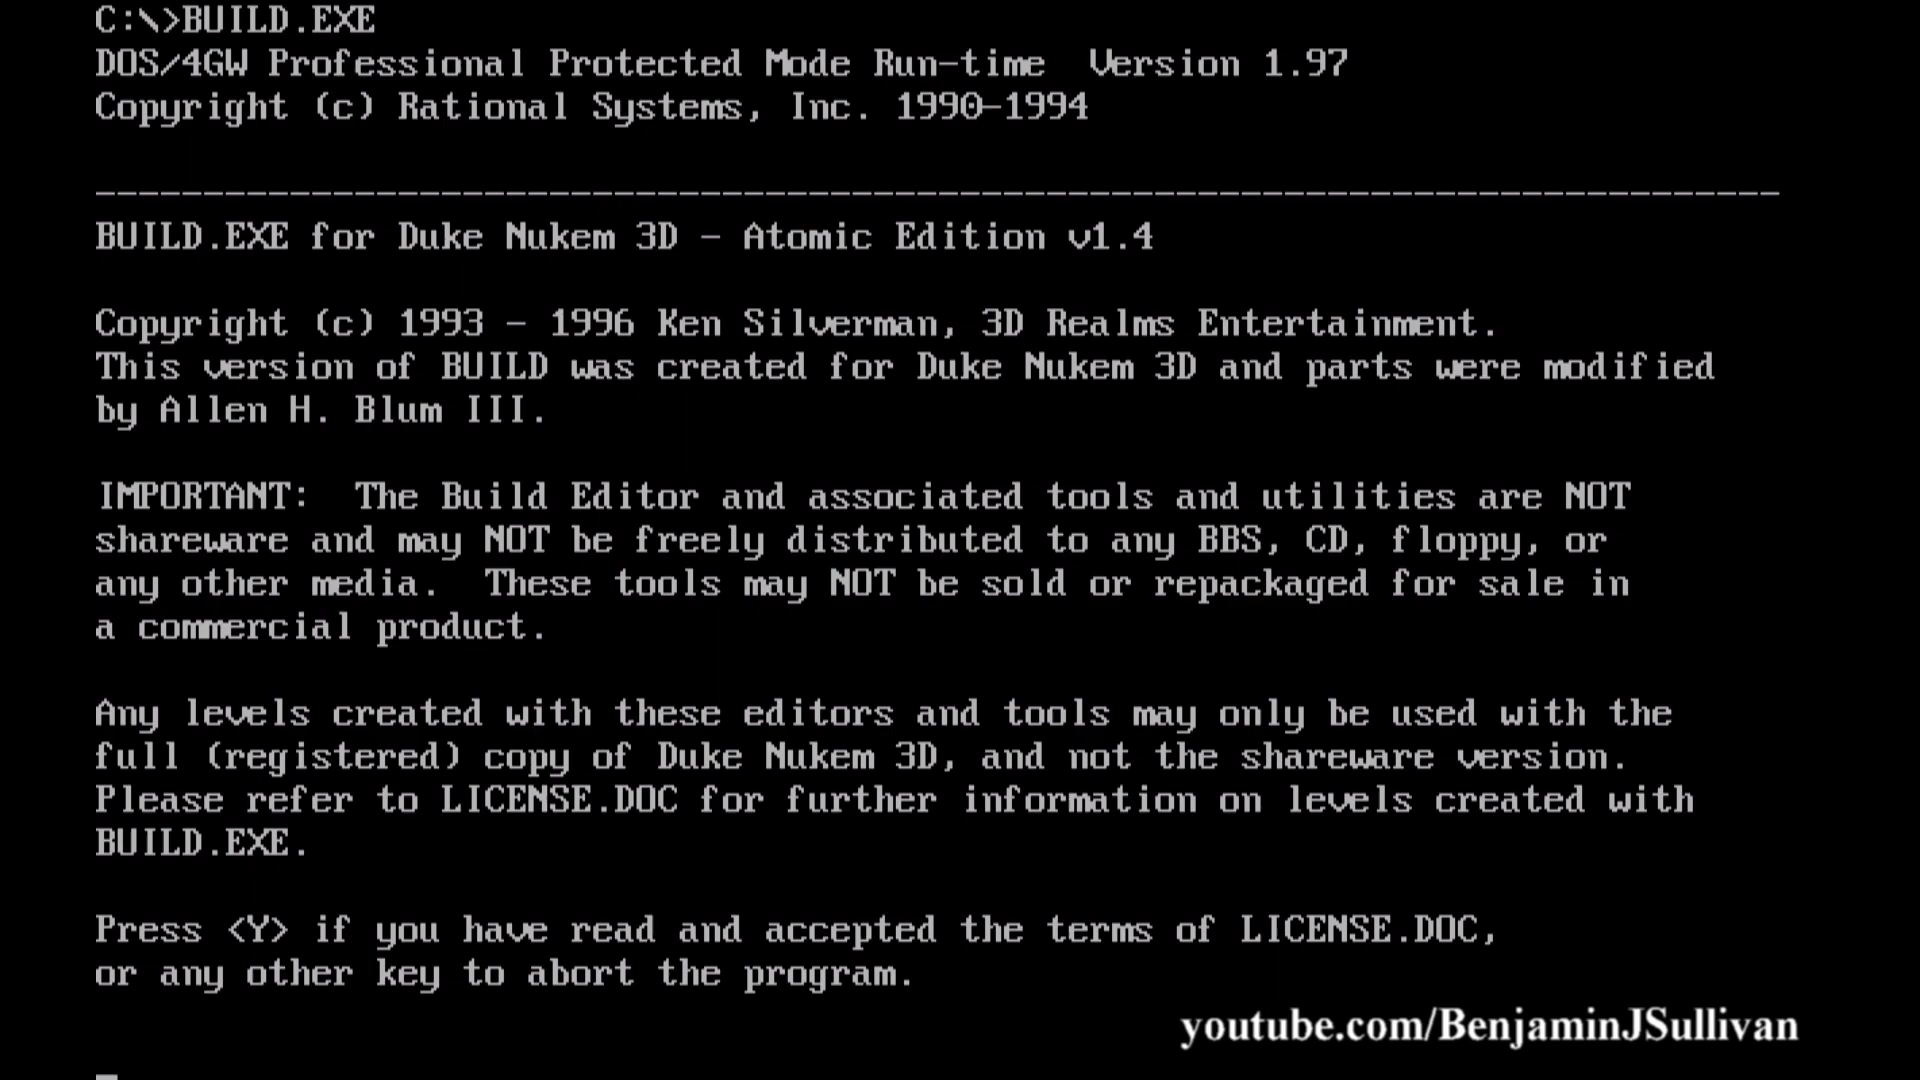 C:\>BUILD.EXE
DOS/4GW Professional Protected Mode Run-time  Version 1.97
Copyright (c) Rational Systems, Inc. 1990-1994
------------------------------------------------------------------------------
BUILD.EXE for Duke Nukem 3D - Atomic Edition v1.4
Copyright (c) 1993 - 1996 Ken Silverman, 3D Realms Entertainment.
This version of BUILD was created for Duke Nukem 3D and parts were modified
by Allen H. Blum III.
IMPORTANT:  The Build Editor and associated tools and utilities are NOT
shareware and may NOT be freely distributed to any BBS, CD, floppy, or
any other media.  These tools may NOT be sold or repackaged for sale in
a commercial product.
Any levels created with these editors and tools may only be used with the
full (registered) copy of Duke Nukem 3D, and not the shareware version.
Please refer to LICENSE.DOC for further information on levels created with
BUILD.EXE.
Press <Y> if you have read and accepted the terms of LICENSE.DOC,
or any other key to abort the program.
youtube.com/BenjaminJSullivan